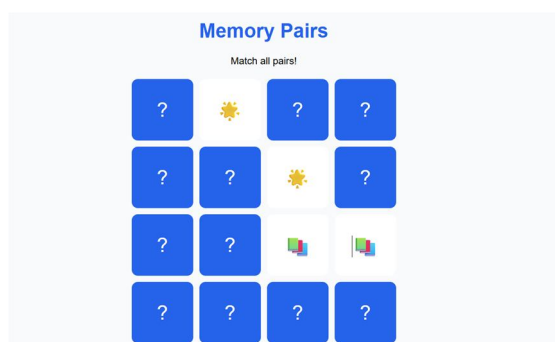 Memory Pairs
Match all pairs!
? ? ?
? ? ?
? ?
? ? ? ?